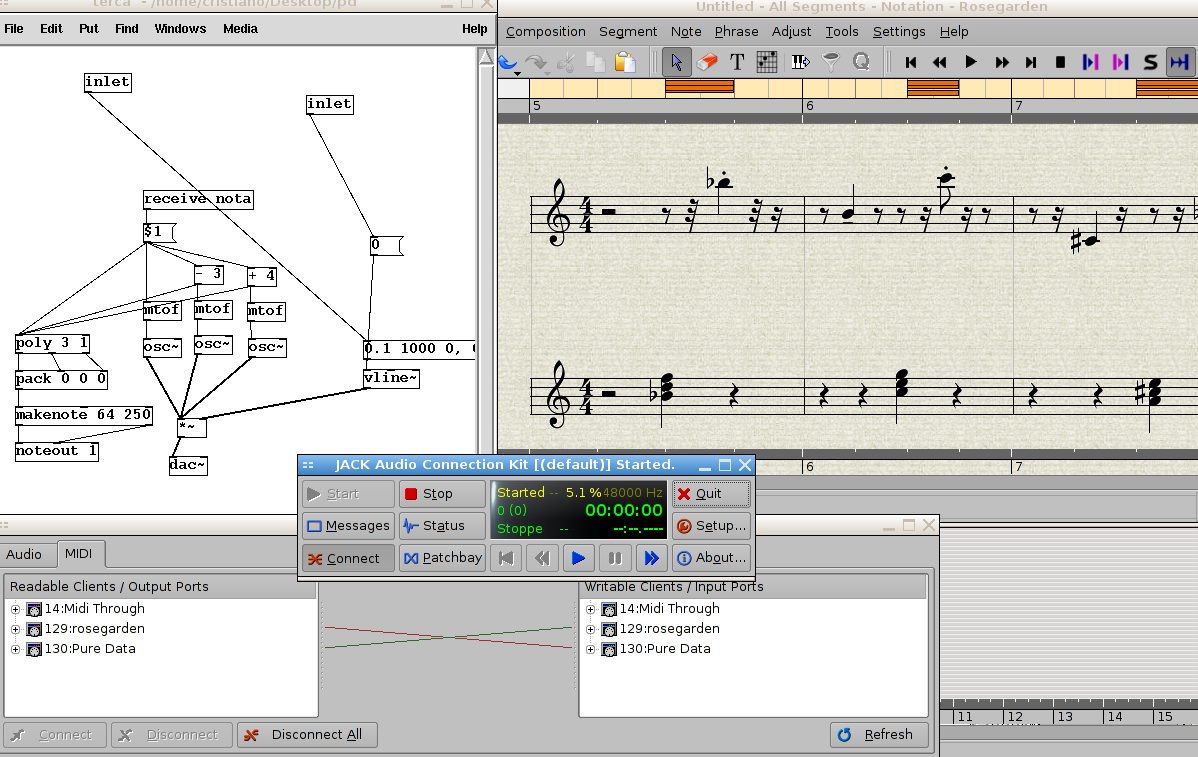 terca - /home/cristiano/Desktop/pd
File Edit Put Find Windows Media Help
inlet
inlet
receive nota
$1
0
- 3
+ 4
mtof
mtof
mtof
osc~
osc~
osc~
poly 3 1
pack 0 0 0
makenote 64 250
noteout 1
0.1 1000 0,
vline~
*~
dac~
Untitled - All Segments - Notation - Rosegarden
Composition Segment Note Phrase Adjust Tools Settings Help
T
Q
S
5 6 7
4
4
4
4
6 7
JACK Audio Connection Kit [(default)] Started.
Start Stop
Started -- 5.1 % 48000 Hz
Quit
0 (0) 00:00:00
Messages Status
Stoppe -- --:--.----
Setup...
Connect Patchbay
About...
Audio MIDI
Readable Clients / Output Ports
14:Midi Through
129:rosegarden
130:Pure Data
Writable Clients / Input Ports
14:Midi Through
129:rosegarden
130:Pure Data
Connect Disconnect Disconnect All Refresh
11 12 13 14 15